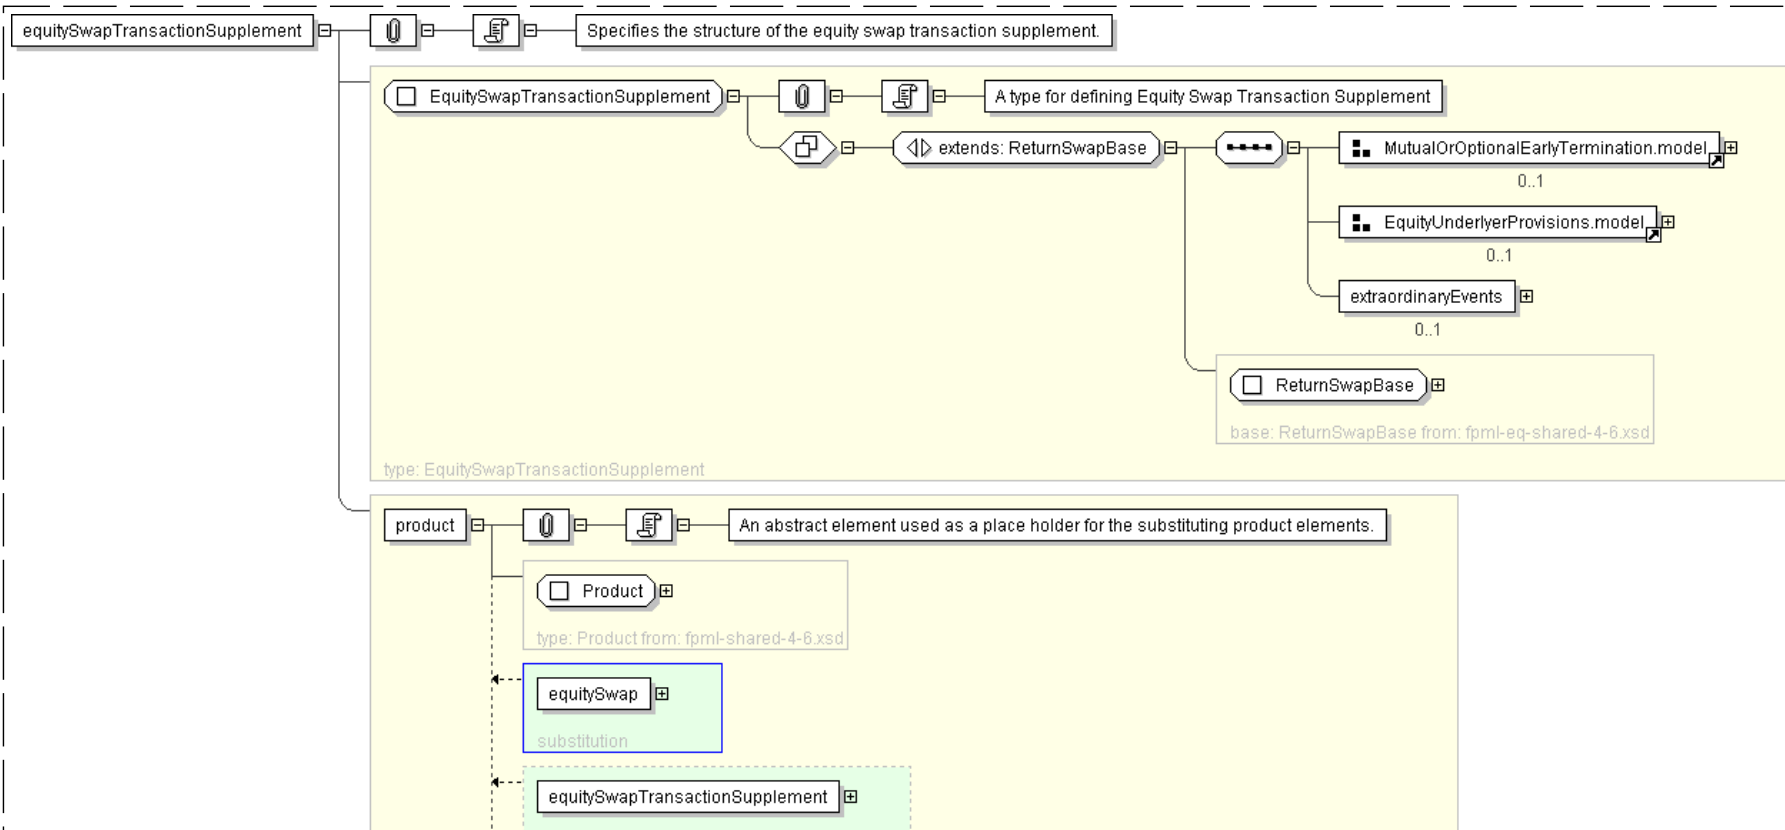 equitySwapTransactionSupplement
Specifies the structure of the equity swap transaction supplement.
EquitySwapTransactionSupplement
A type for defining Equity Swap Transaction Supplement
extends: ReturnSwapBase
MutualOrOptionalEarlyTermination.model
0..1
EquityUnderlyerProvisions.model
0..1
extraordinaryEvents
0..1
ReturnSwapBase
base: ReturnSwapBase from: fpml-eq-shared-4-6.xsd
type: EquitySwapTransactionSupplement
product
An abstract element used as a place holder for the substituting product elements.
Product
type: Product from: fpml-shared-4-6.xsd
equitySwap
substitution
equitySwapTransactionSupplement